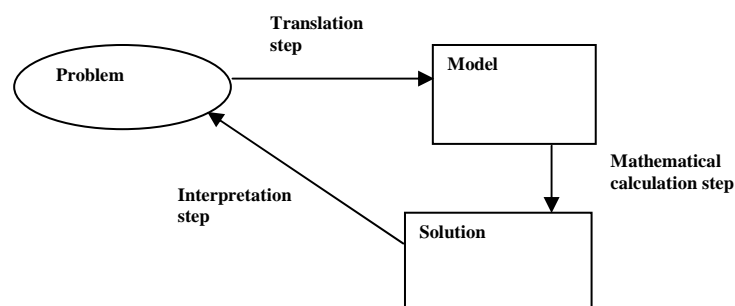 Translation
step
Problem
Model
Mathematical
calculation step
Interpretation
step
Solution